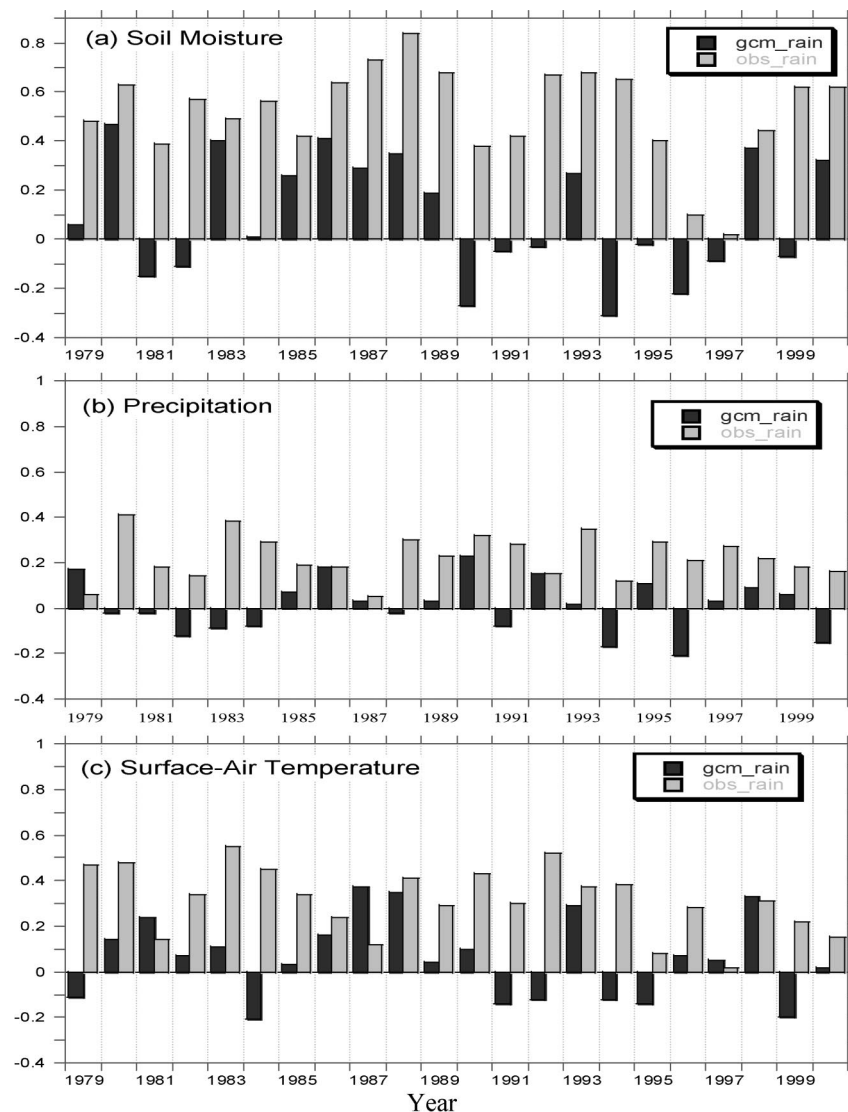 (a) Soil Moisture
gcm_rain
obs_rain
0.8
0.6
0.4
0.2
0
-0.2
-0.4
1979 1981 1983 1985 1987 1989 1991 1993 1995 1997 1999
1
(b) Precipitation
gcm_rain
obs_rain
0.8
0.6
0.4
0.2
0
-0.2
-0.4
1979 1981 1983 1985 1987 1989 1991 1993 1995 1997 1999
1
(c) Surface-Air Temperature
gcm_rain
obs_rain
0.8
0.6
0.4
0.2
0
-0.2
-0.4
1979 1981 1983 1985 1987 1989 1991 1993 1995 1997 1999
Year